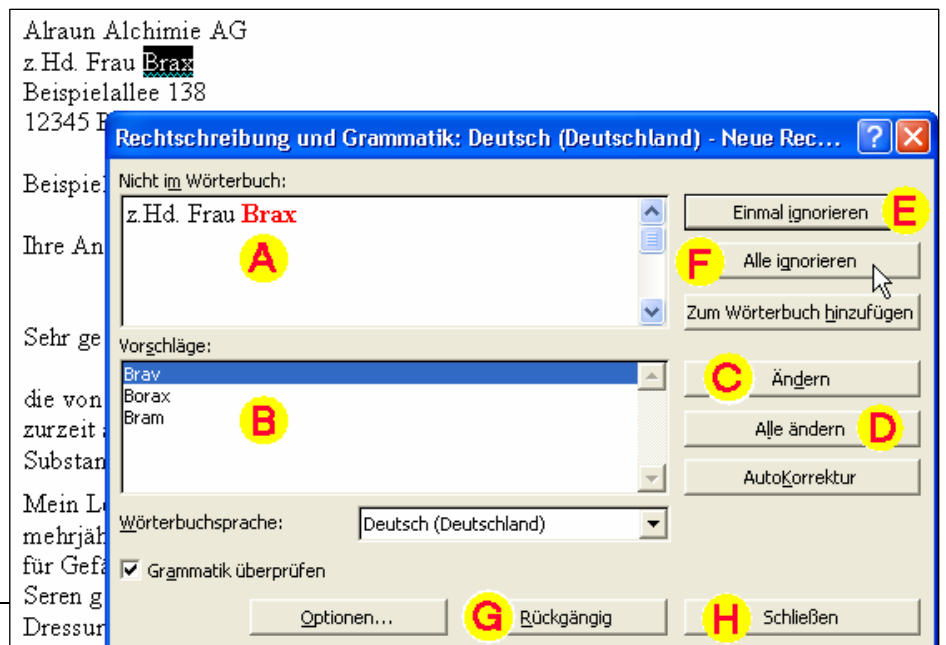 Alraun Alchimie AG
z.Hd. Frau Brax
Beispielallee 138
12345 B
Rechtschreibung und Grammatik: Deutsch (Deutschland) - Neue Rec...
?
Beispiel
Nicht im Wörterbuch:
z.Hd. Frau Brax
A
Einmal ignorieren E
Ihre An
F Alle ignorieren
Zum Wörterbuch hinzufügen
Sehr ge
Vorschläge:
Brav
Borax
Bram
B
C Ändern
die von
zurzeit a
Alle ändern D
Substan
AutoKorrektur
Mein Le
mehrjäh
Wörterbuchsprache: Deutsch (Deutschland)
für Gefä
Grammatik überprüfen
Seren g
Optionen... G Rückgängig H Schließen
Dressur